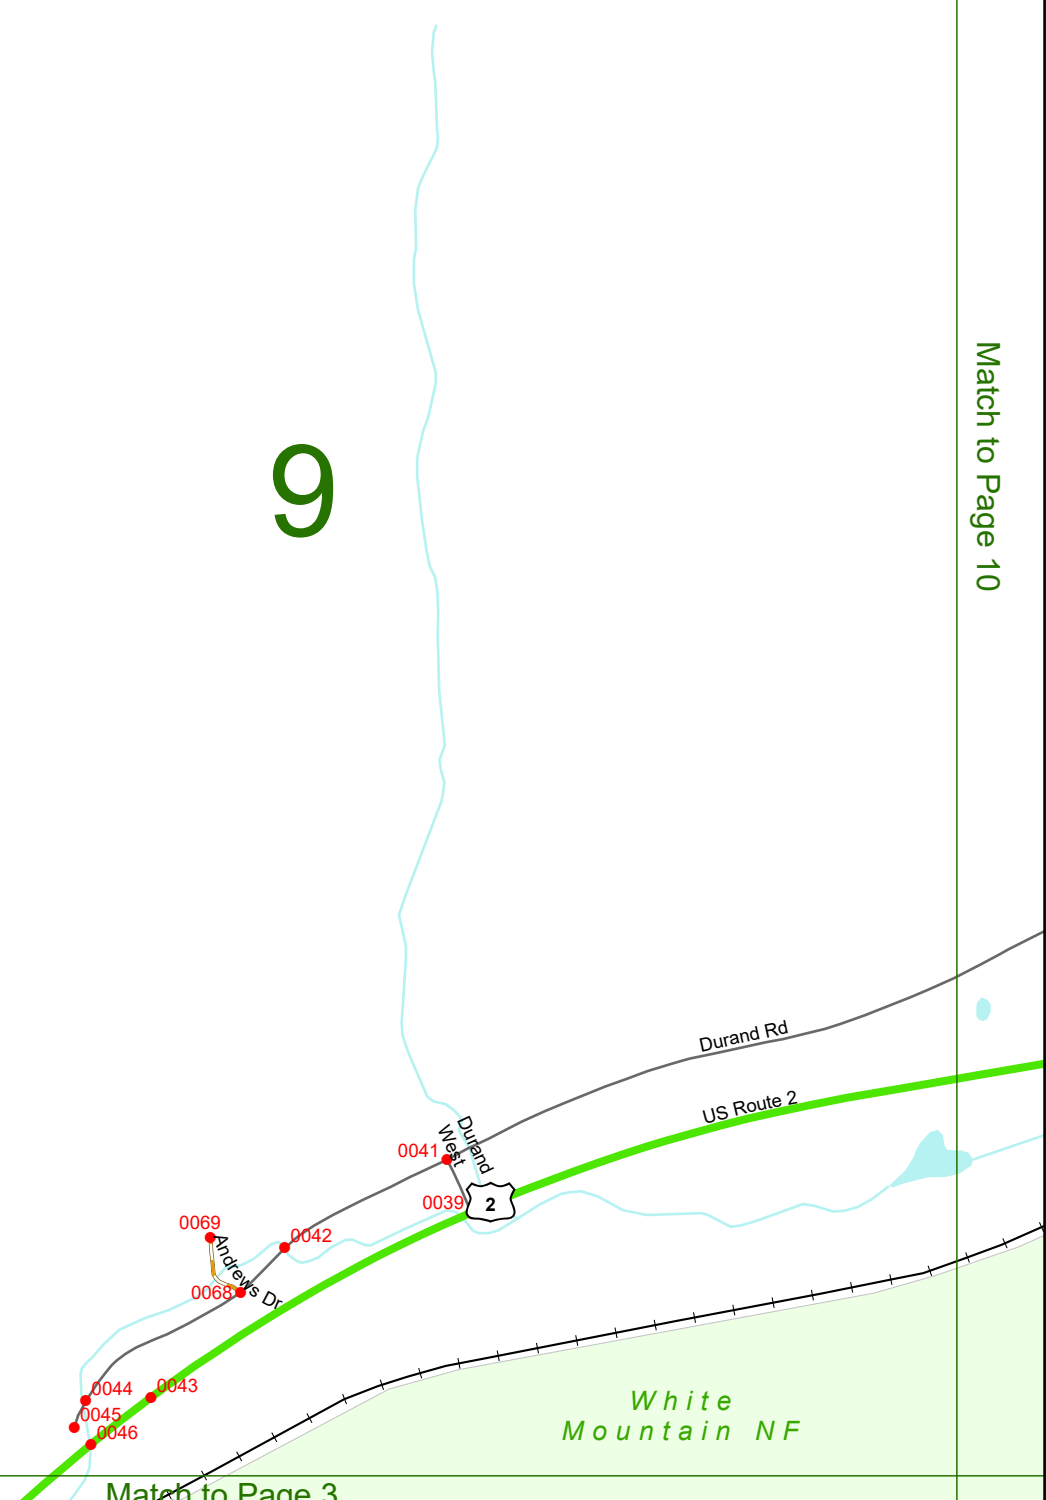 9
Match to Page 10
Durand Rd
US Route 2
Durand
West
0041
0039
2
0069
0042
Andrews Dr
0068
0044
0043
0045
0046
White
Mountain NF
Match to Page 3